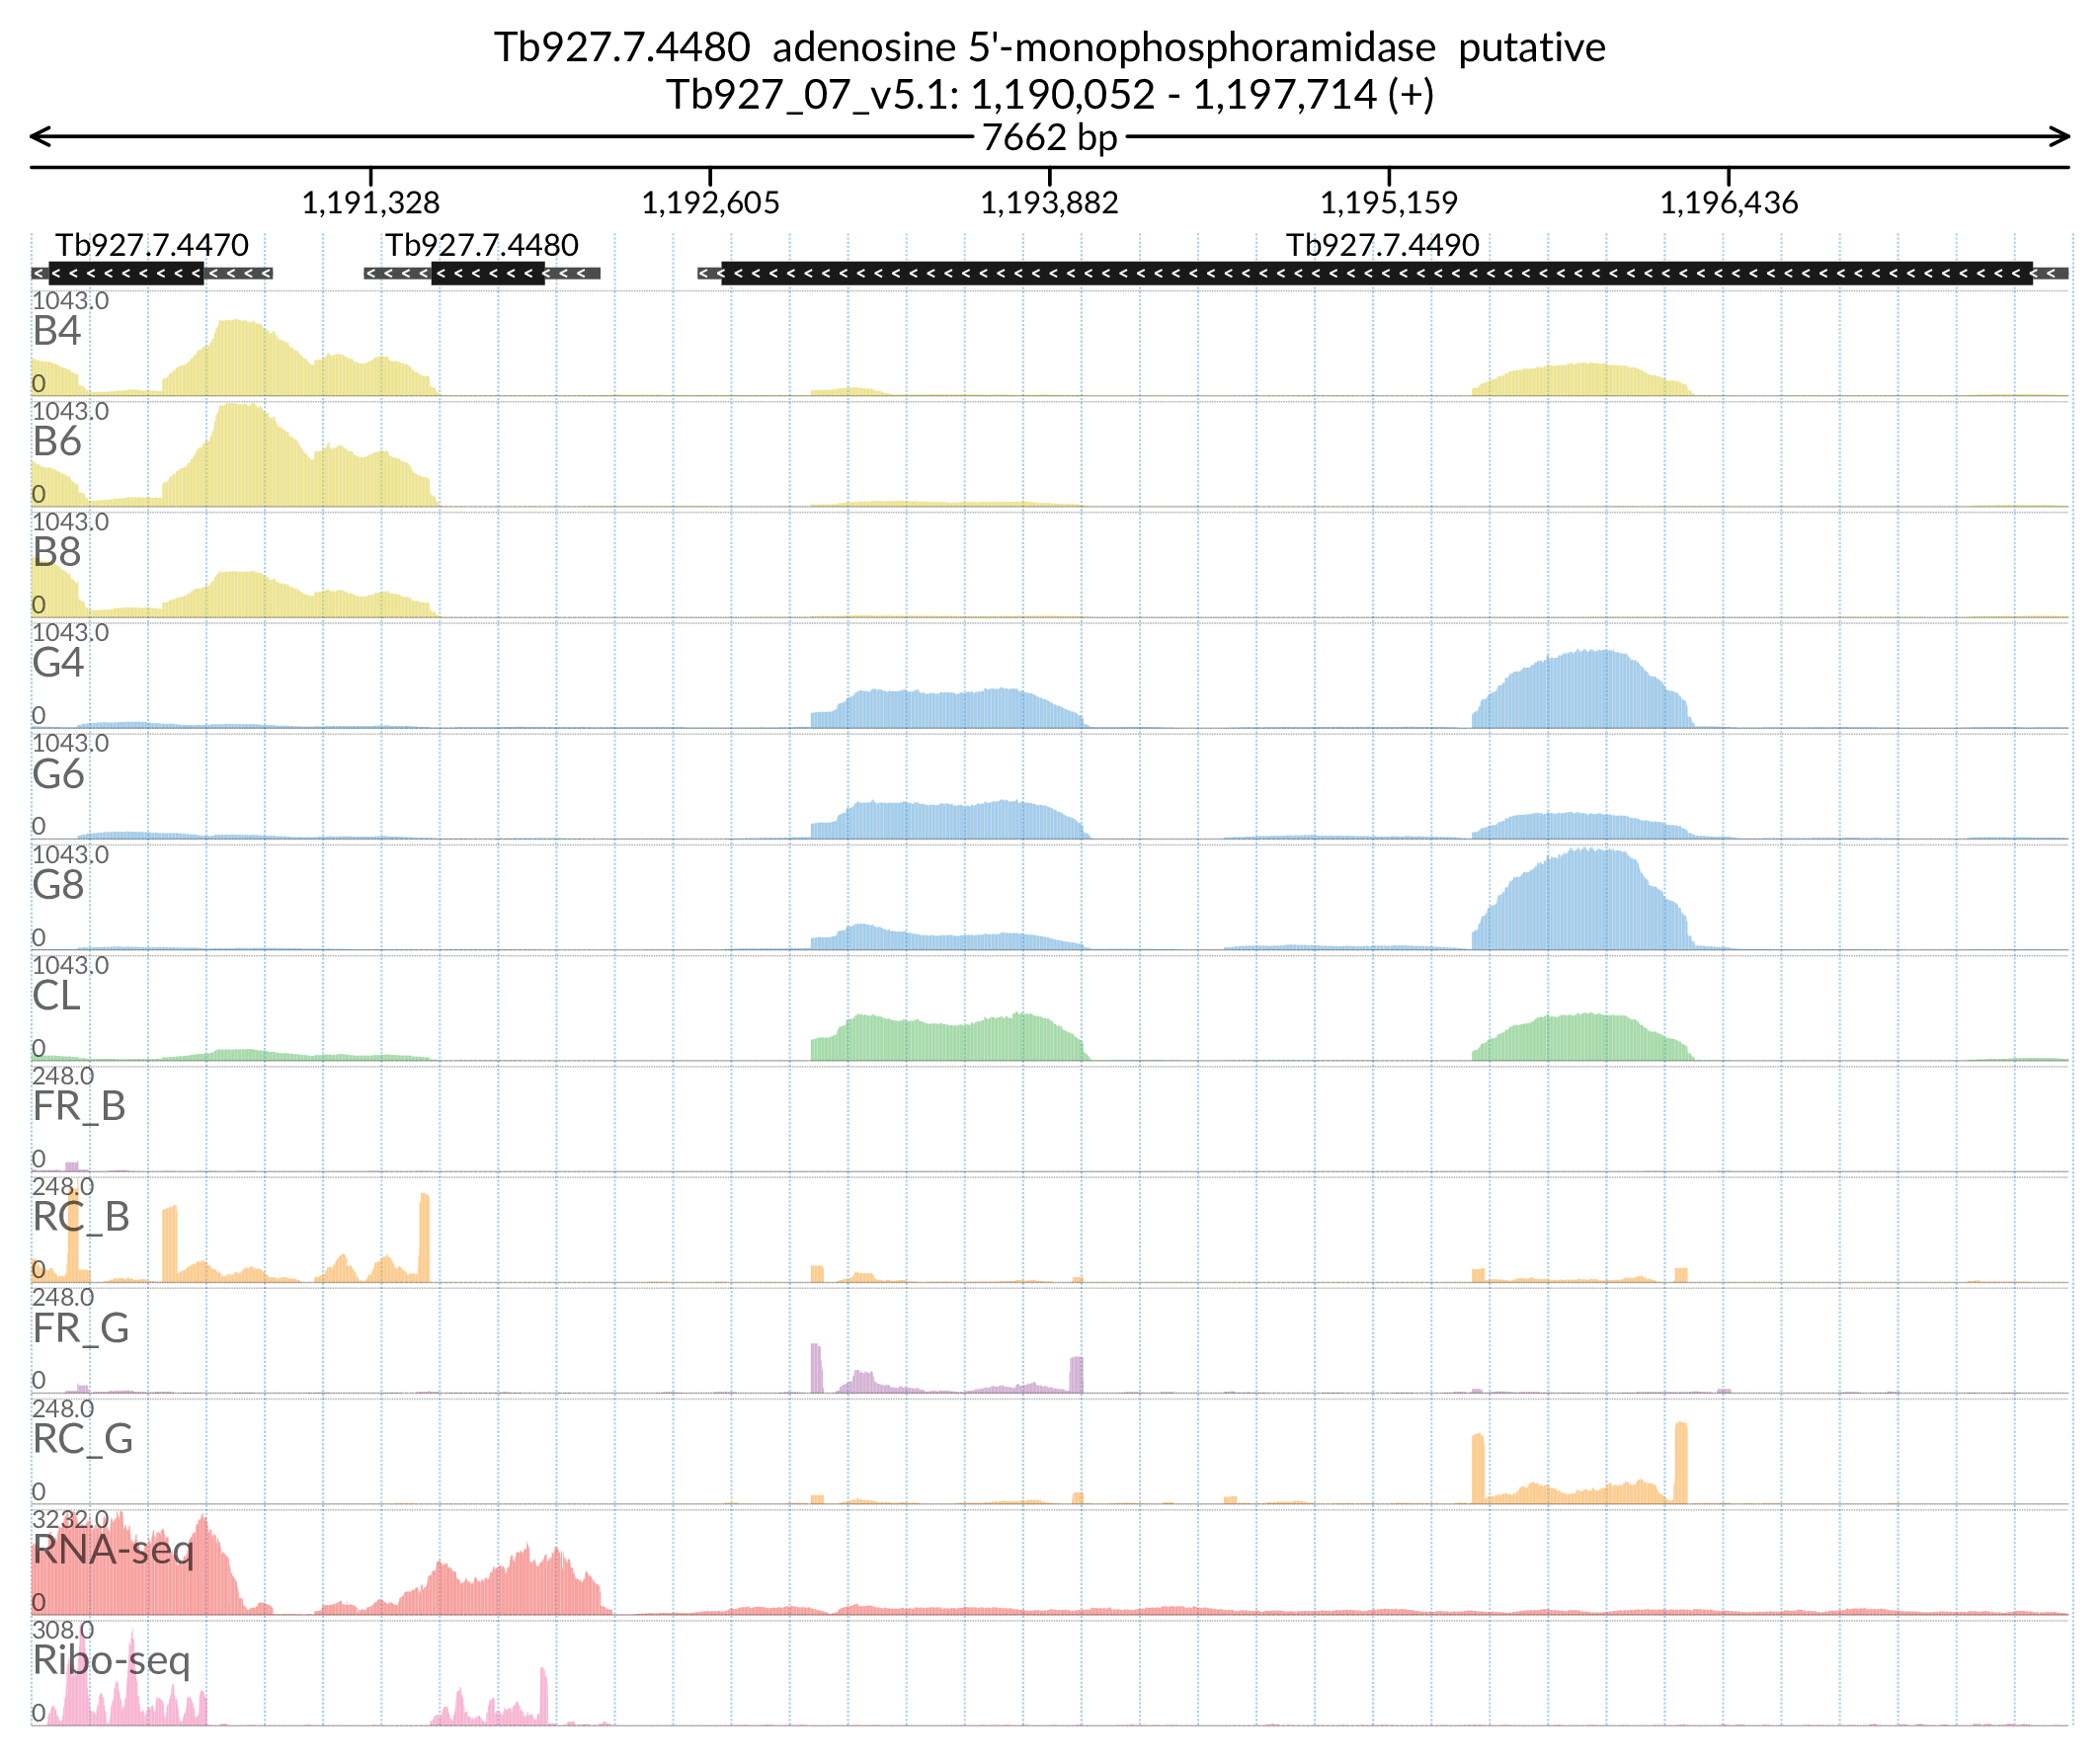 Tb927.7.4480 adenosine 5'-monophosphoramidase putative
Tb927_07_v5.1: 1,190,052 - 1,197,714 (+)
7662 bp
1,191,328 1,192,605 1,193,882 1,195,159 1,196,436
Tb927.7.4470 Tb927.7.4480 Tb927.7.4490
1043.0
B4
0
1043.0
B6
0
1043.0
B8
0
1043.0
G4
0
1043.0
G6
0
1043.0
G8
0
1043.0
CL
0
248.0
FR_B
0
248.0
RC_B
0
248.0
FR_G
0
248.0
RC_G
0
3232.0
RNA-seq
0
308.0
Ribo-seq
0